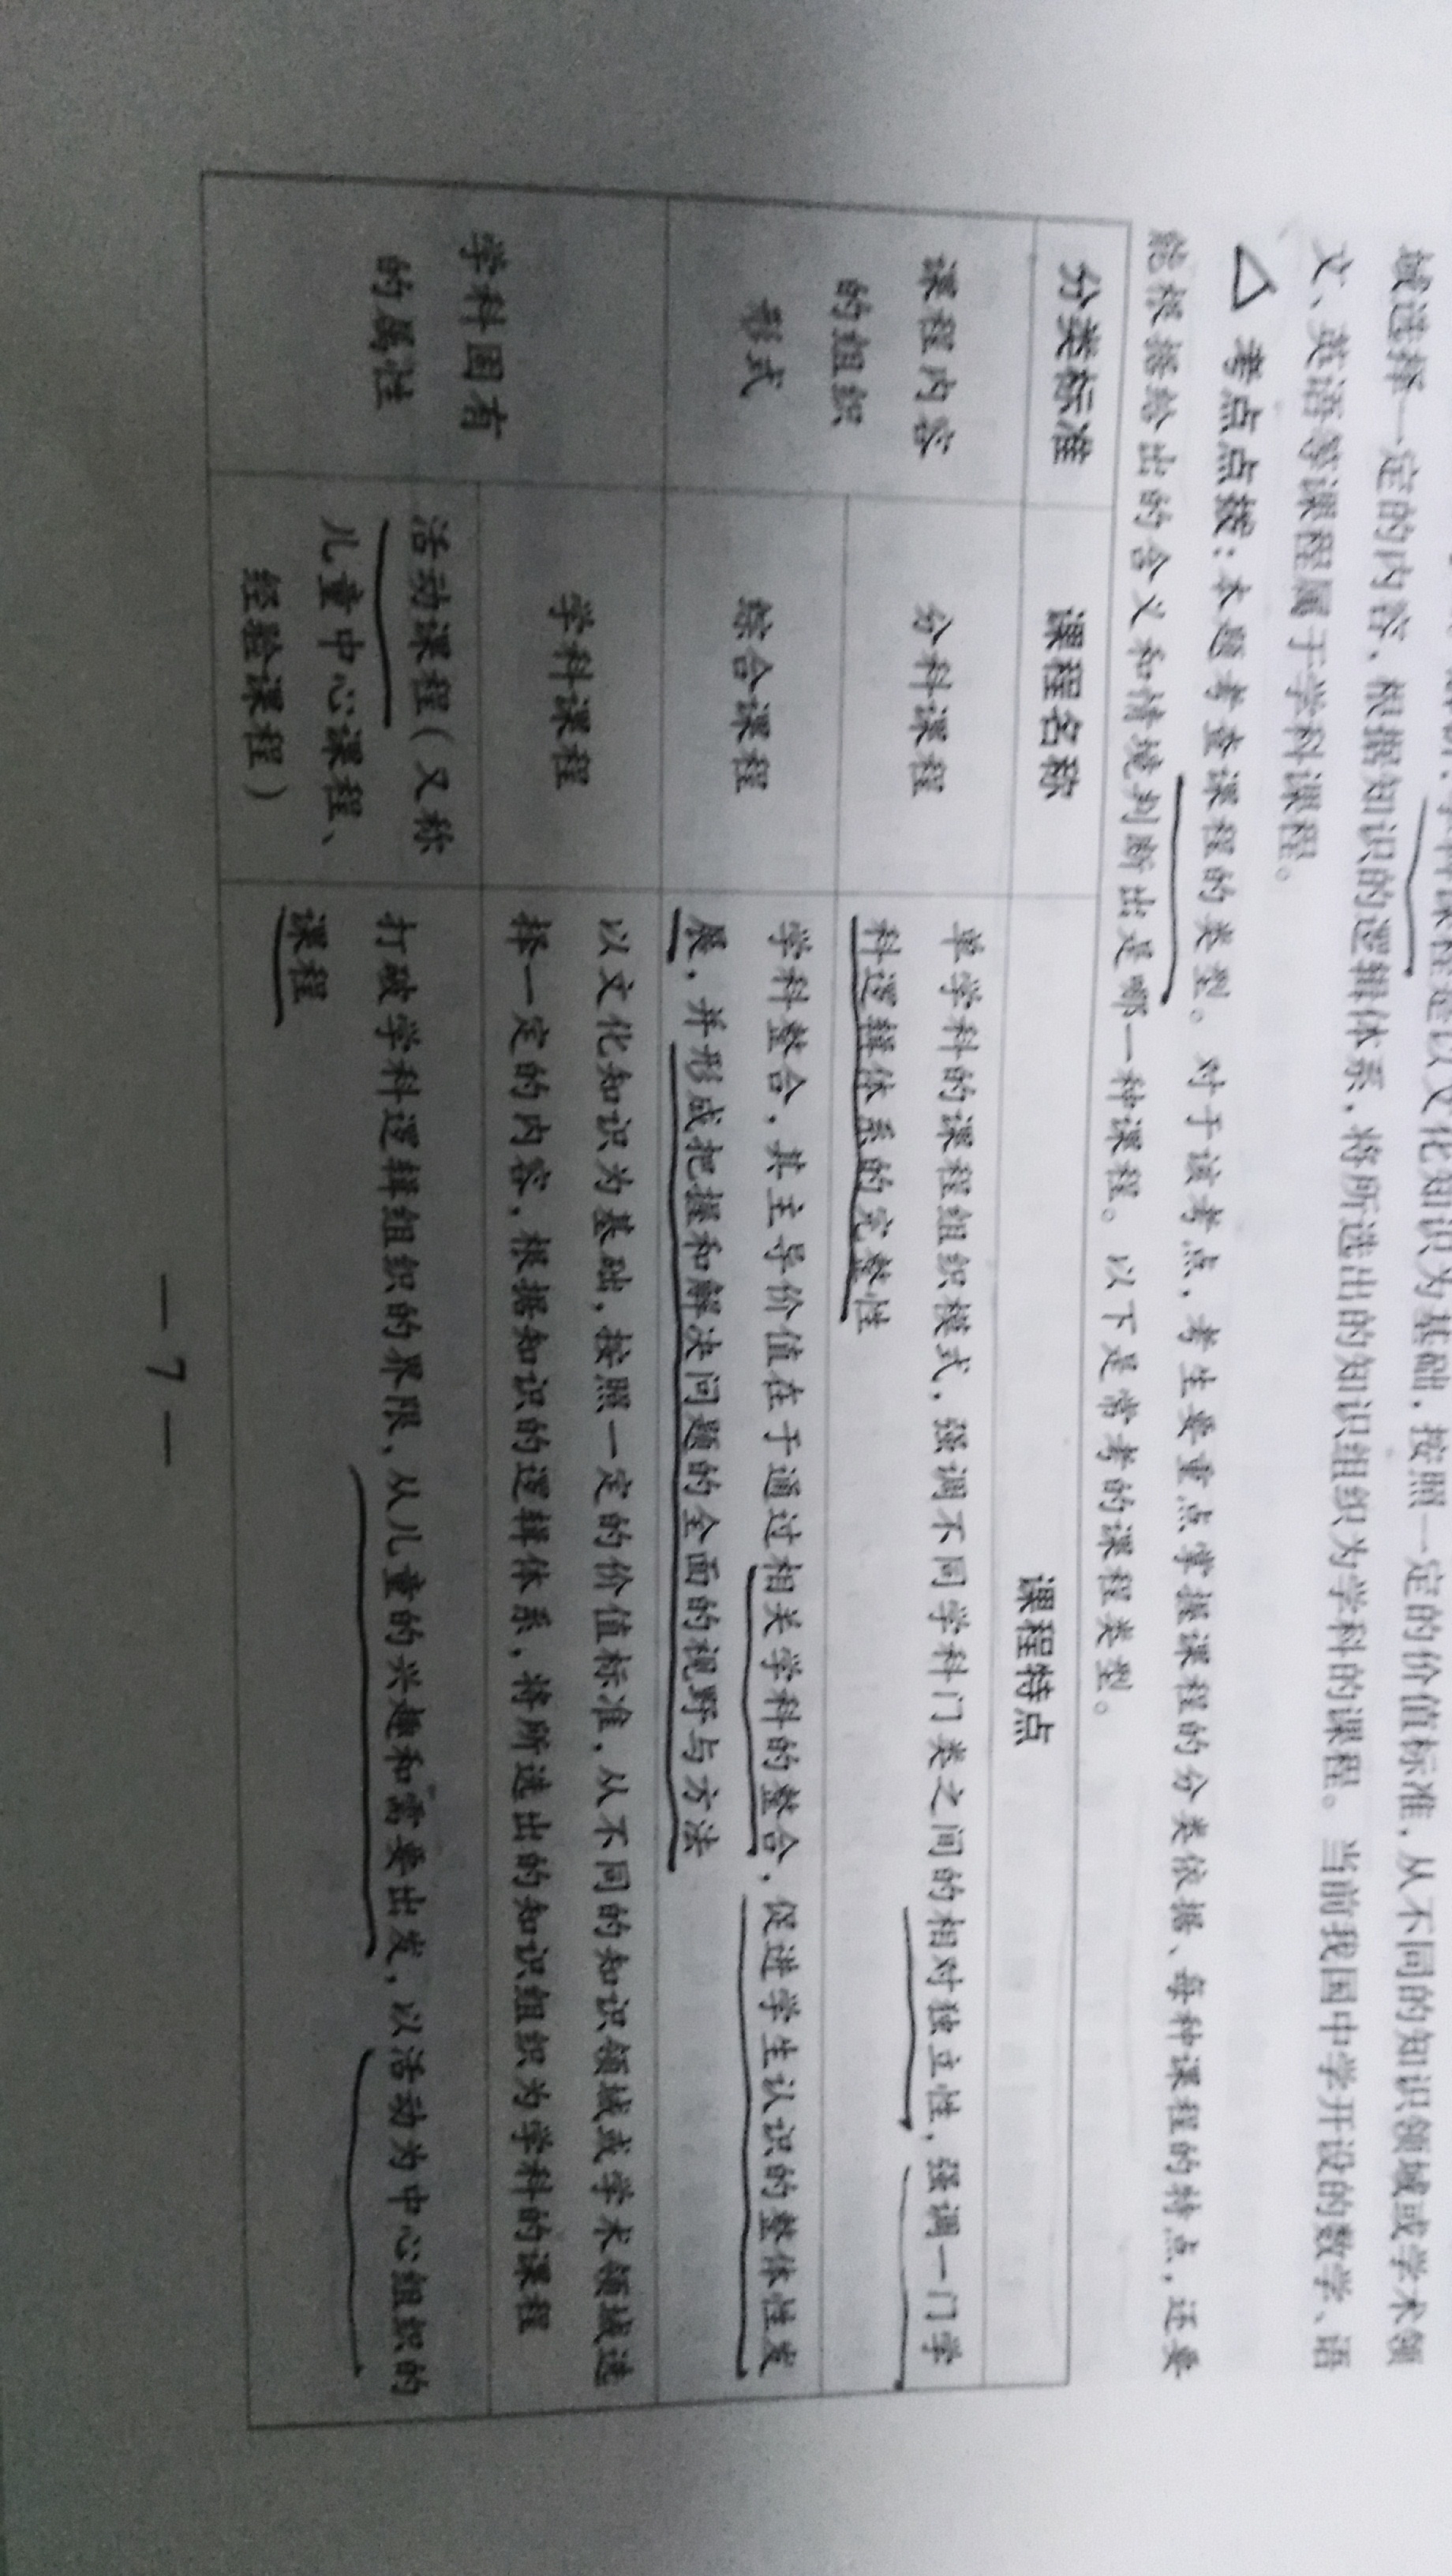 学科课程是以文化知识为基础，按照一定的价值标准，从不同的知识领域或学术领
域选择一定的内容，根据知识的逻辑体系，将所选出的知识组织为学科的课程。当前我国中学开设的数学、语
文、英语等课程属于学科课程。
△ 考点点拨：本题考查课程的类型。对于该考点，考生要重点掌握课程的分类依据、每种课程的特点，还要
能根据给出的含义和情境判断出是哪一种课程。以下是常考的课程类型。
分类标准 课程名称 课程特点
课程内容
的组织
形式
分科课程
单学科的课程组织模式，强调不同学科门类之间的相对独立性，强调一门学
科逻辑体系的完整性
综合课程
学科整合，其主导价值在于通过相关学科的整合，促进学生认识的整体性发
展，并形成把握和解决问题的全面的视野与方法
学科固有
的属性
学科课程
以文化知识为基础，按照一定的价值标准，从不同的知识领域或学术领域选
择一定的内容，根据知识的逻辑体系，将所选出的知识组织为学科的课程
活动课程（又称
儿童中心课程、
经验课程）
打破学科逻辑组织的界限，从儿童的兴趣和需要出发，以活动为中心组织的
课程
— 7 —